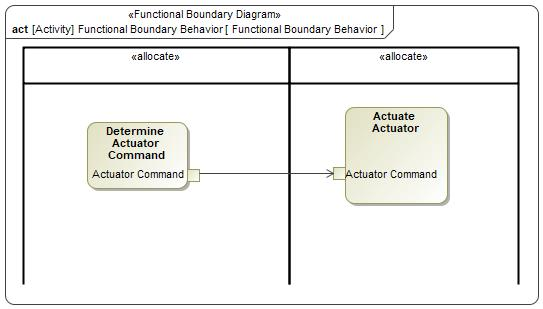 «Functional Boundary Diagram»
act [Activity] Functional Boundary Behavior [ Functional Boundary Behavior ]
«allocate»
«allocate»
Determine
Actuator
Command
Actuator Command
Actuate
Actuator
Actuator Command